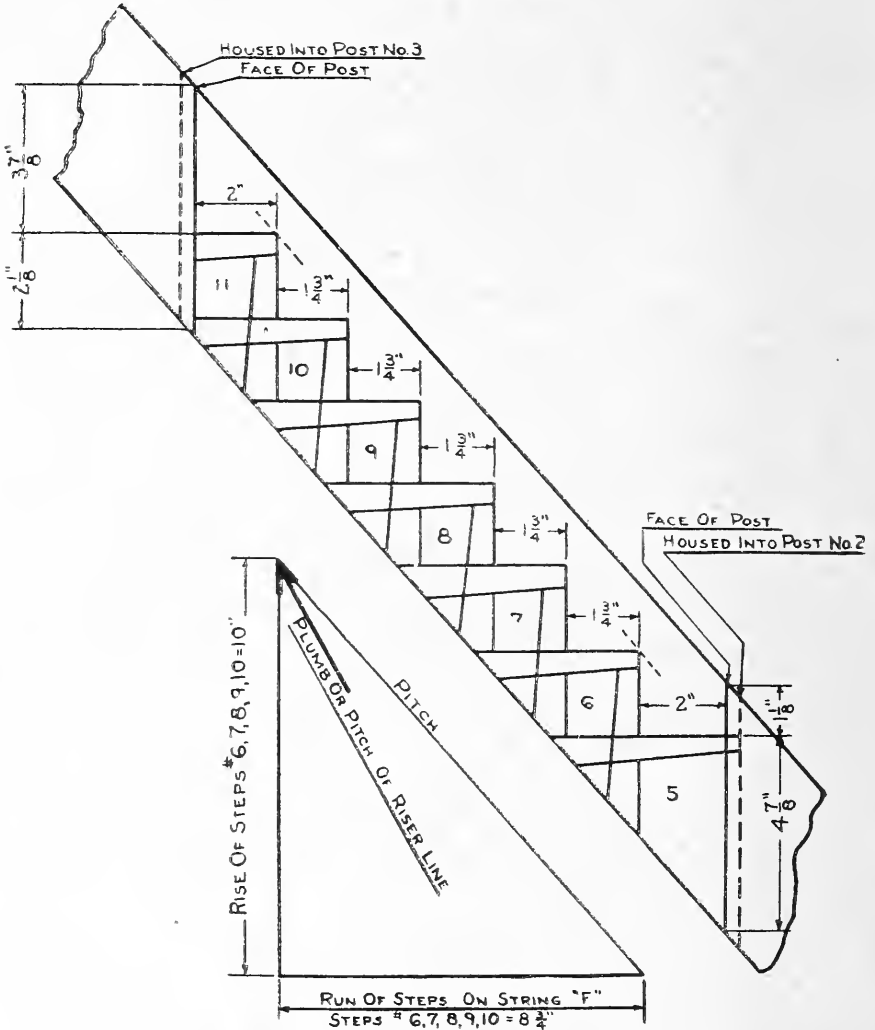 HOUSED INTO POST No.3
FACE OF POST
3 7/8"
2"
2 1/8"
11
1 3/4"
10
1 3/4"
9
1 3/4"
8
1 3/4"
FACE OF POST
HOUSED INTO POST No.2
7
1 3/4"
6
2"
1 1/8"
5
4 7/8"
RISE OF STEPS #6,7,8,9,10=10"
PLUMB OR PITCH OF RISER LINE
PITCH
RUN OF STEPS ON STRING "F"
STEPS # 6,7,8,9,10 = 8 3/4"